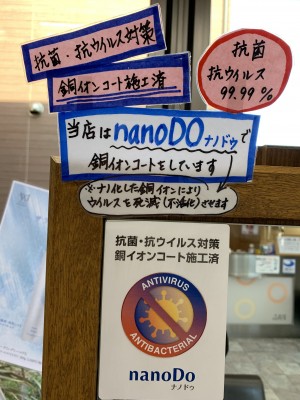 抗菌・抗ウイルス対策
銅イオンコート施工済
抗菌
抗ウイルス
99.99%
当店はnanoDOナノドゥで
銅イオンコートをしています
※ナノ化した銅イオンにより
ウイルスを死滅(不活化)させます
抗菌・抗ウイルス対策
銅イオンコート施工済
ANTIVIRUS
ANTIBACTERIAL
nanoDo
ナノドゥ